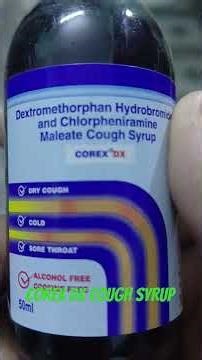 Dextromethorphan Hydrobromide
and Chlorpheniramine
Maleate Cough Syrup
COREX DX
DRY COUGH
COLD
SORE THROAT
ALCOHOL FREE
COREX DX COUGH SYRUP
50ml